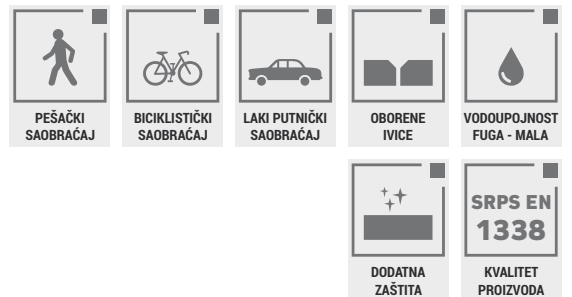 PEŠAČKI
SAOBRAĆAJ
BICIKLISTIČKI
SAOBRAĆAJ
LAKI PUTNIČKI
SAOBRAĆAJ
OBORENE
IVICE
VODOUPOJNOST
FUGA - MALA
DODATNA
ZAŠTITA
SRPS EN
1338
KVALITET
PROIZVODA